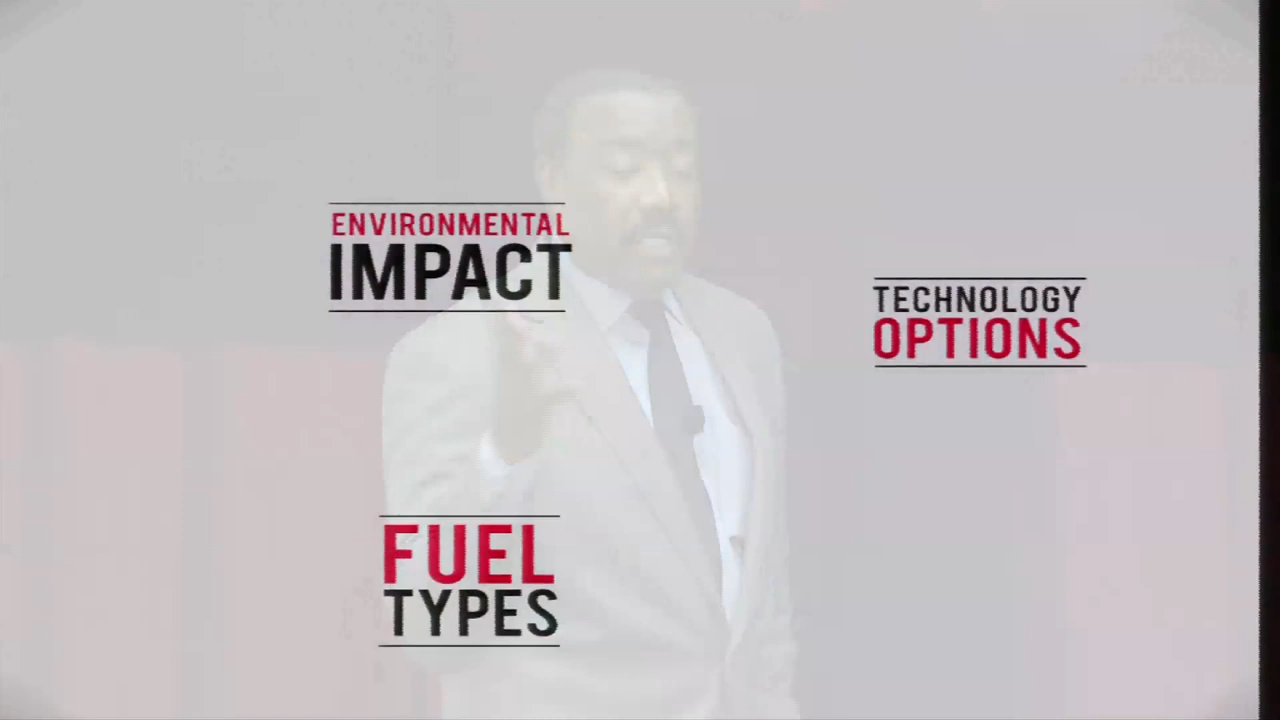 ENVIRONMENTAL
IMPACT
TECHNOLOGY
OPTIONS
FUEL
TYPES